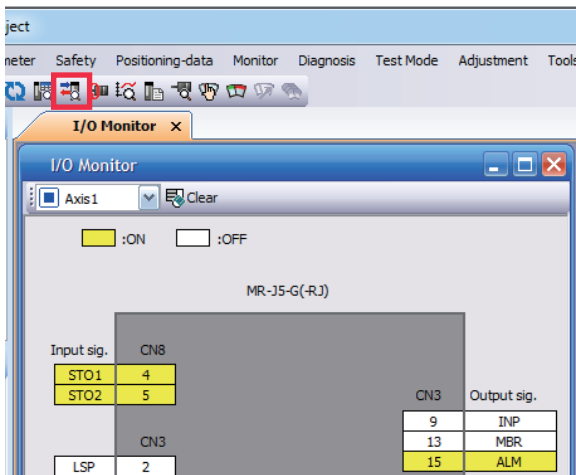 ject
meter Safety Positioning-data Monitor Diagnosis Test Mode Adjustment Tools
I/O Monitor x
I/O Monitor
Axis1 Clear
:ON :OFF
MR-J5-G(-RJ)
Input sig. CN8
STO1 4
STO2 5
CN3 Output sig.
9 INP
CN3 13 MBR
LSP 2 15 ALM